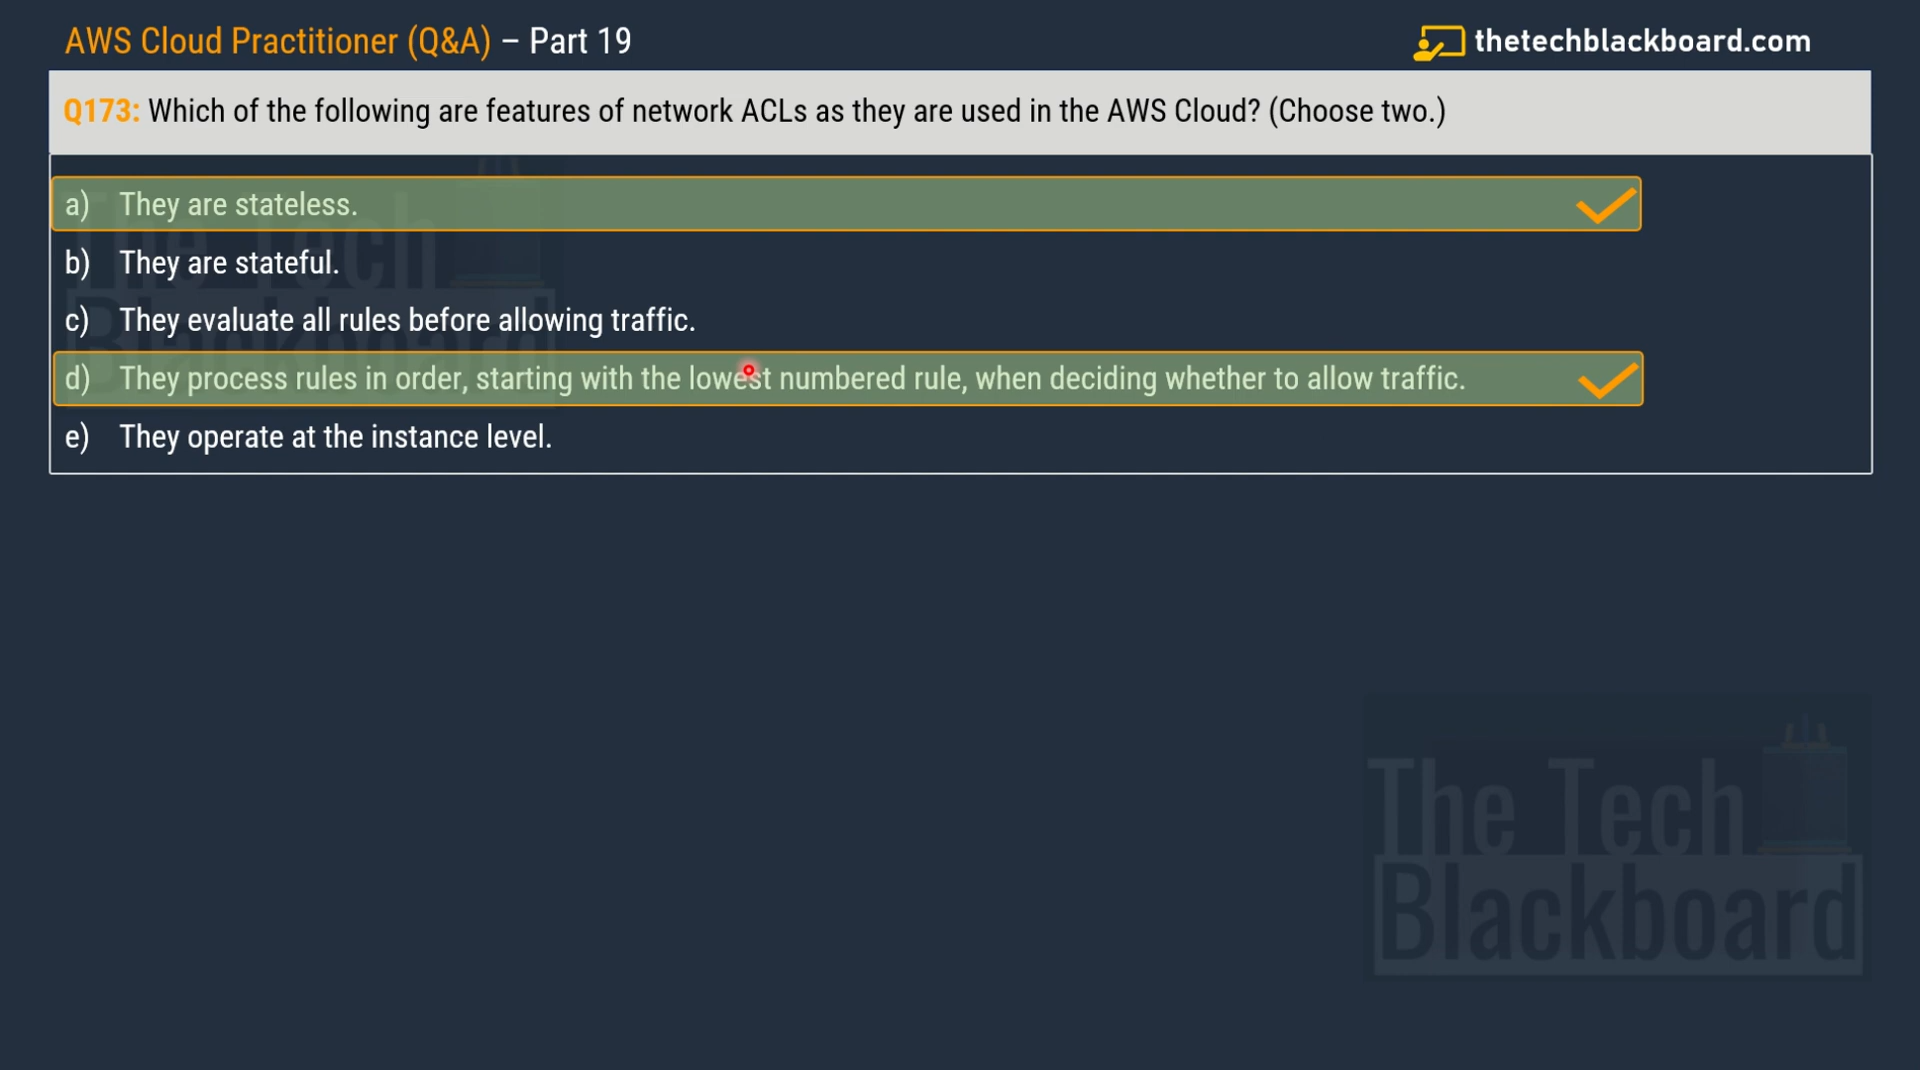 AWS Cloud Practitioner (Q&A) – Part 19
thetechblackboard.com
Q173: Which of the following are features of network ACLs as they are used in the AWS Cloud? (Choose two.)
a) They are stateless.
b) They are stateful.
c) They evaluate all rules before allowing traffic.
d) They process rules in order, starting with the lowest numbered rule, when deciding whether to allow traffic.
e) They operate at the instance level.
The Tech
Blackboard
The Tech
Blackboard